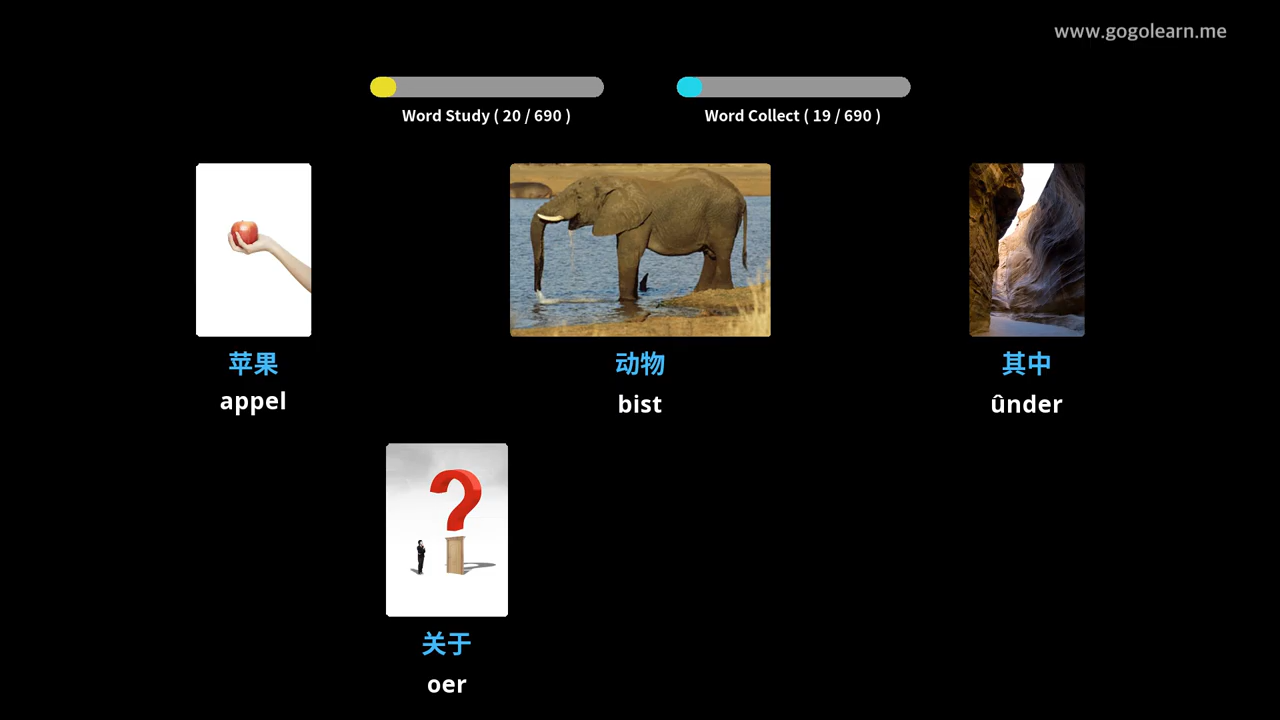 www.gogolearn.me
Word Study ( 20 / 690 )
Word Collect ( 19 / 690 )
苹果
appel
动物
bist
其中
ûnder
关于
oer